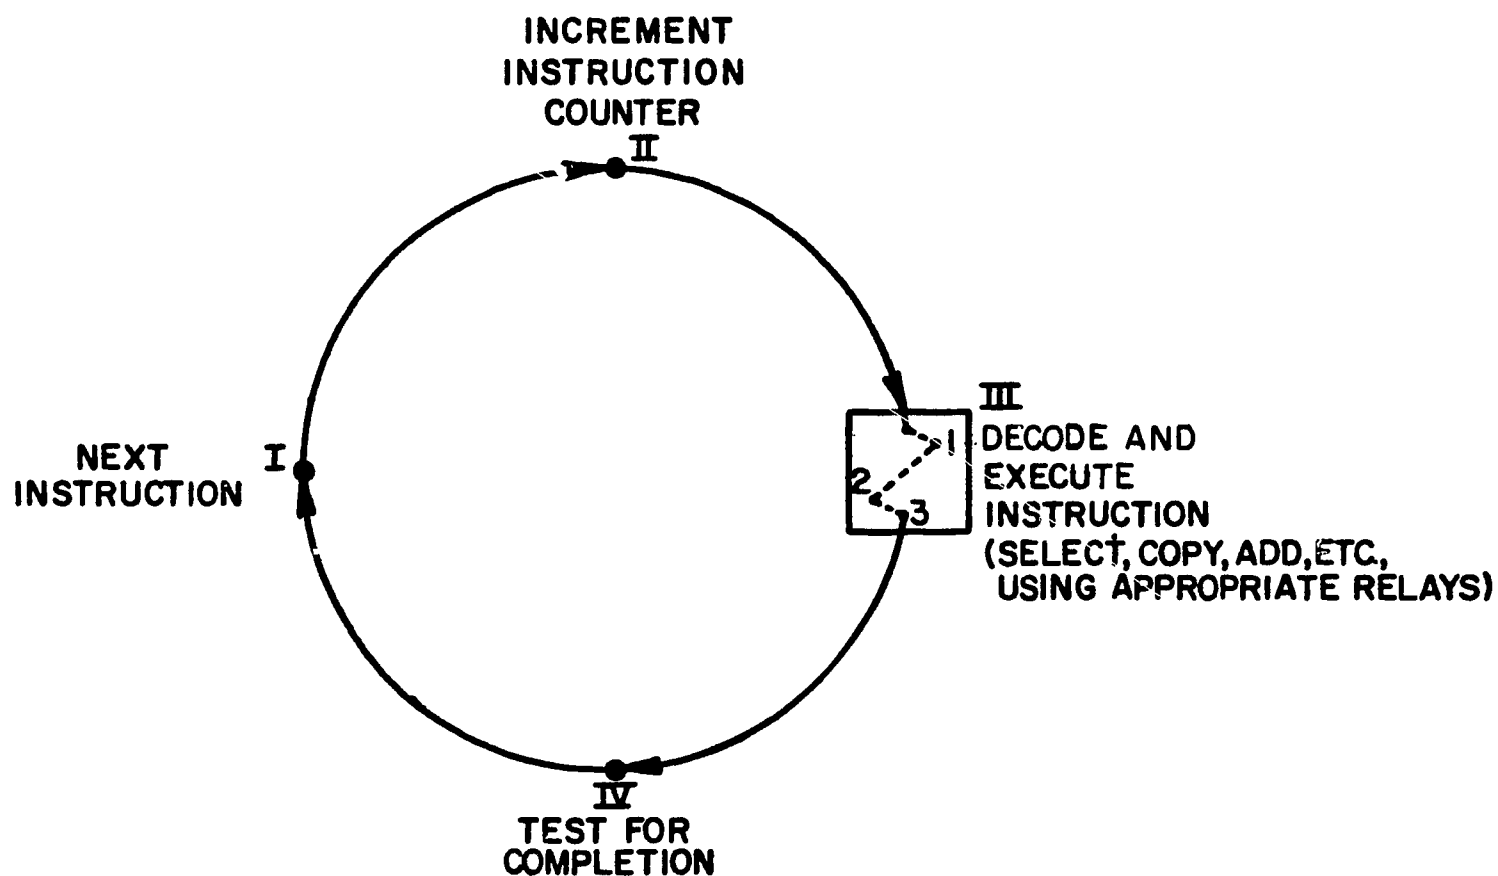 INCREMENT
INSTRUCTION
COUNTER
II
I
NEXT
INSTRUCTION
III
1
2
3
DECODE AND
EXECUTE
INSTRUCTION
(SELECT, COPY, ADD, ETC.,
USING APPROPRIATE RELAYS)
IV
TEST FOR
COMPLETION